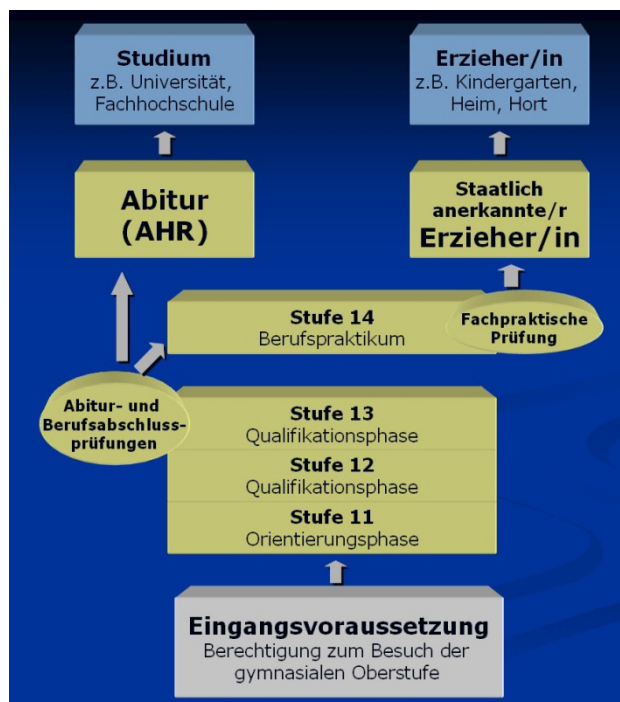 Studium
z.B. Universität,
Fachhochschule
Erzieher/in
z.B. Kindergarten,
Heim, Hort
Abitur
(AHR)
Staatlich
anerkannte/r
Erzieher/in
Stufe 14
Berufspraktikum
Fachpraktische
Prüfung
Abitur- und
Berufsabschluss-
prüfungen
Stufe 13
Qualifikationsphase
Stufe 12
Qualifikationsphase
Stufe 11
Orientierungsphase
Eingangsvoraussetzung
Berechtigung zum Besuch der
gymnasialen Oberstufe